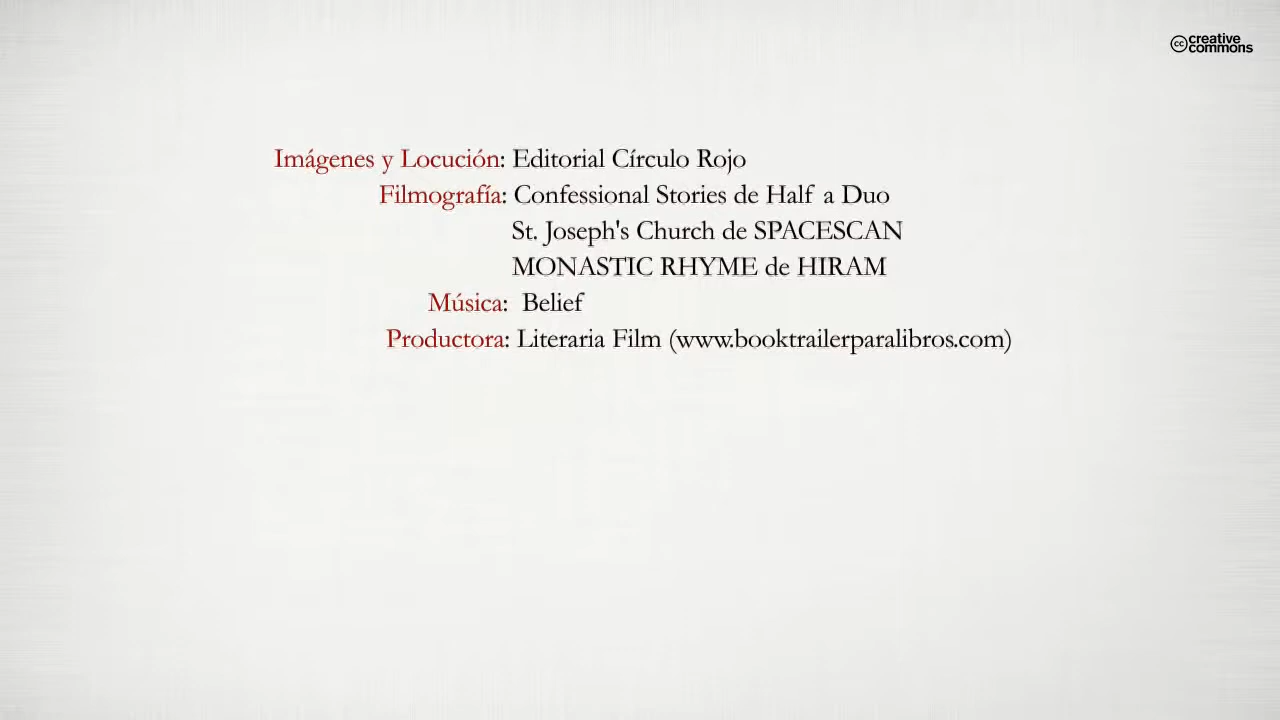 cc creative
commons
Imágenes y Locución: Editorial Círculo Rojo
Filmografía: Confessional Stories de Half a Duo
St. Joseph's Church de SPACESCAN
MONASTIC RHYME de HIRAM
Música: Belief
Productora: Literaria Film (www.booktrailerparalibros.com)